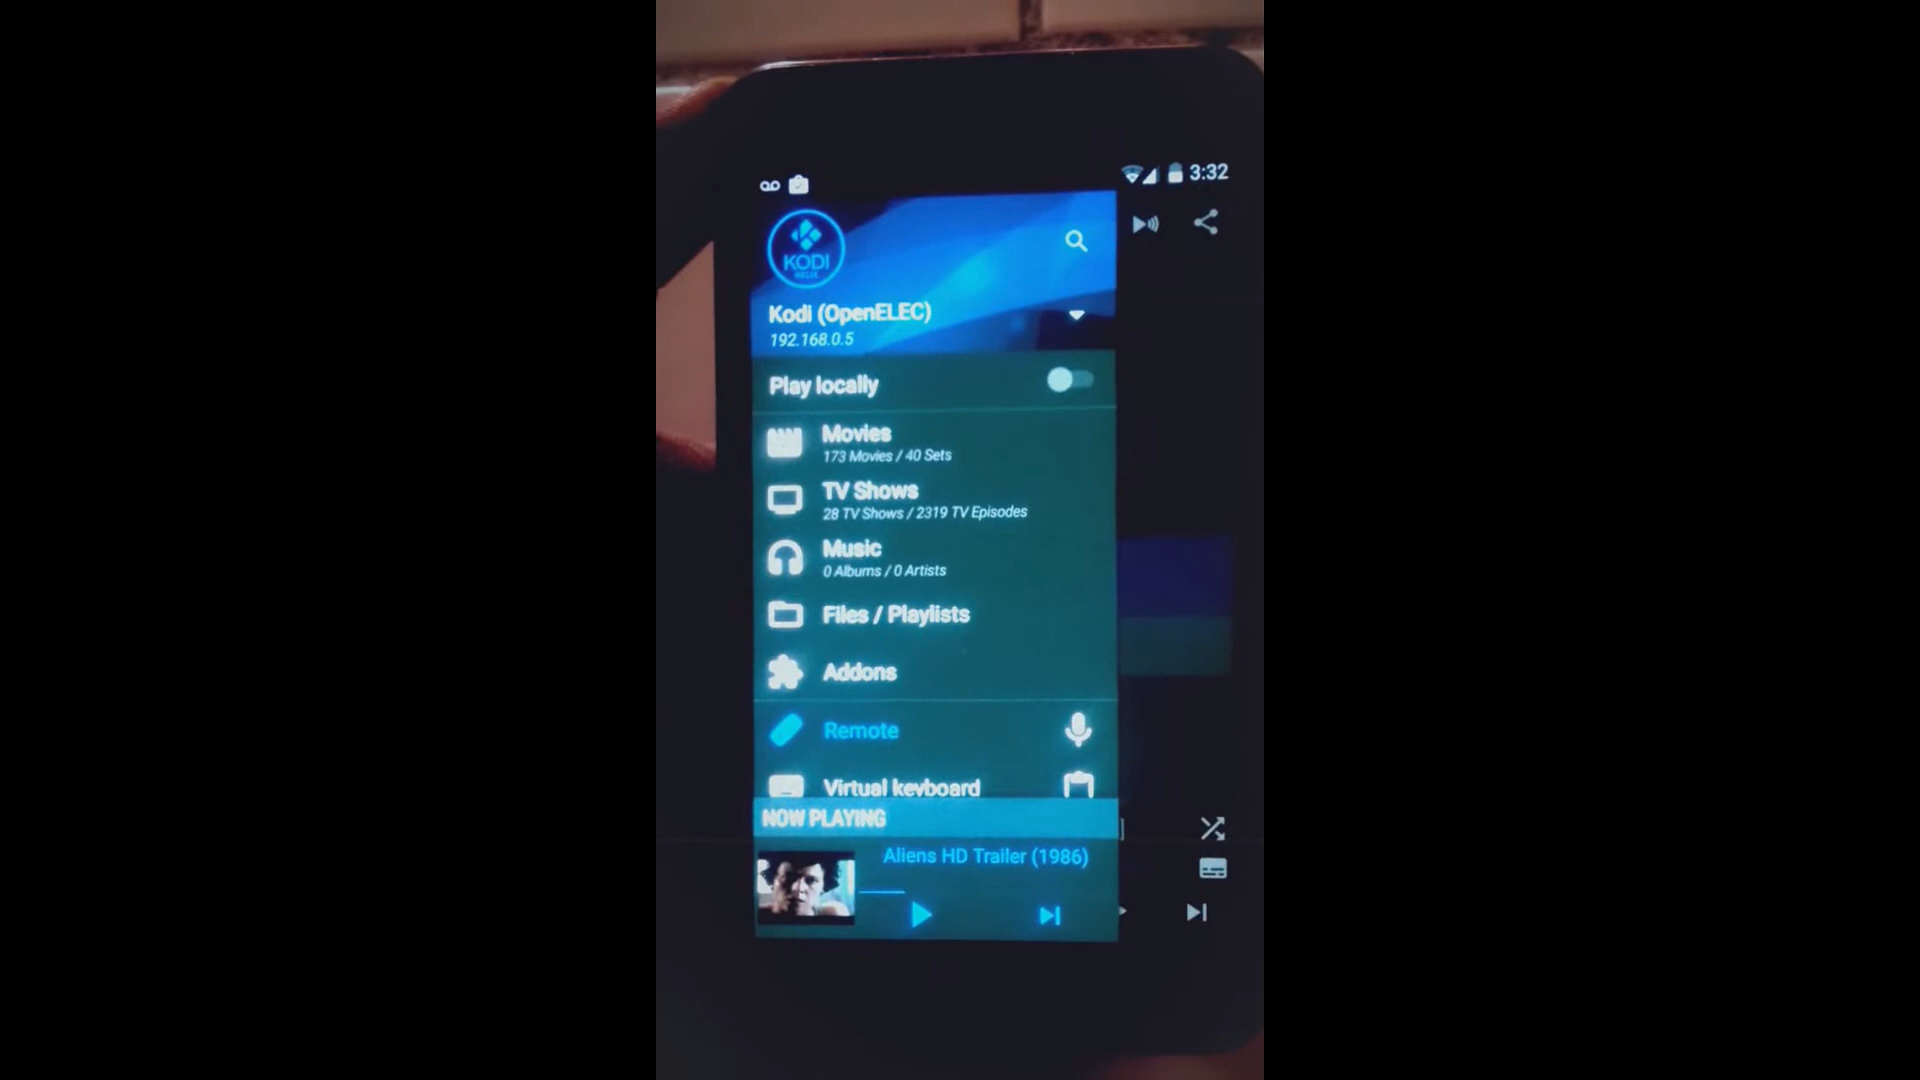 3:32
KODI
HELIX
Kodi (OpenELEC)
192.168.0.5
Play locally
Movies
173 Movies / 40 Sets
TV Shows
28 TV Shows / 2319 TV Episodes
Music
0 Albums / 0 Artists
Files / Playlists
Addons
Remote
Virtual keyboard
NOW PLAYING
Aliens HD Trailer (1986)